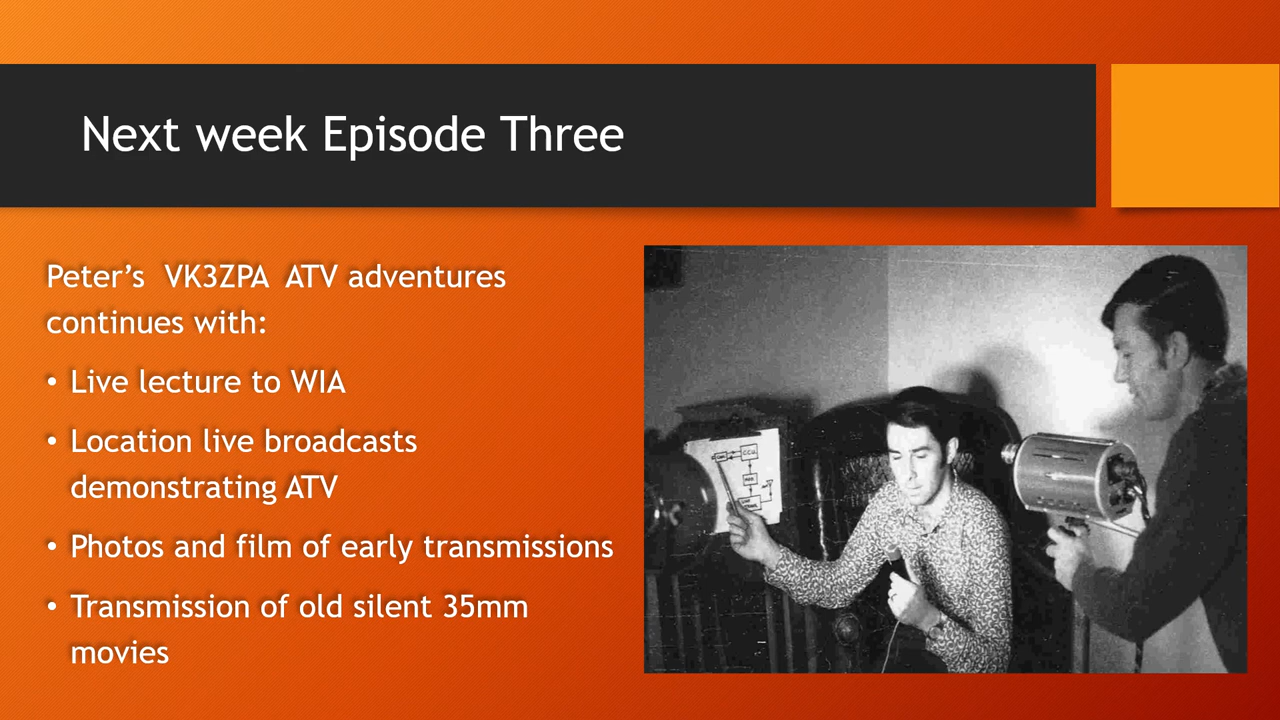 Next week Episode Three
Peter’s  VK3ZPA  ATV adventures
continues with:
• Live lecture to WIA
• Location live broadcasts
demonstrating ATV
• Photos and film of early transmissions
• Transmission of old silent 35mm
movies